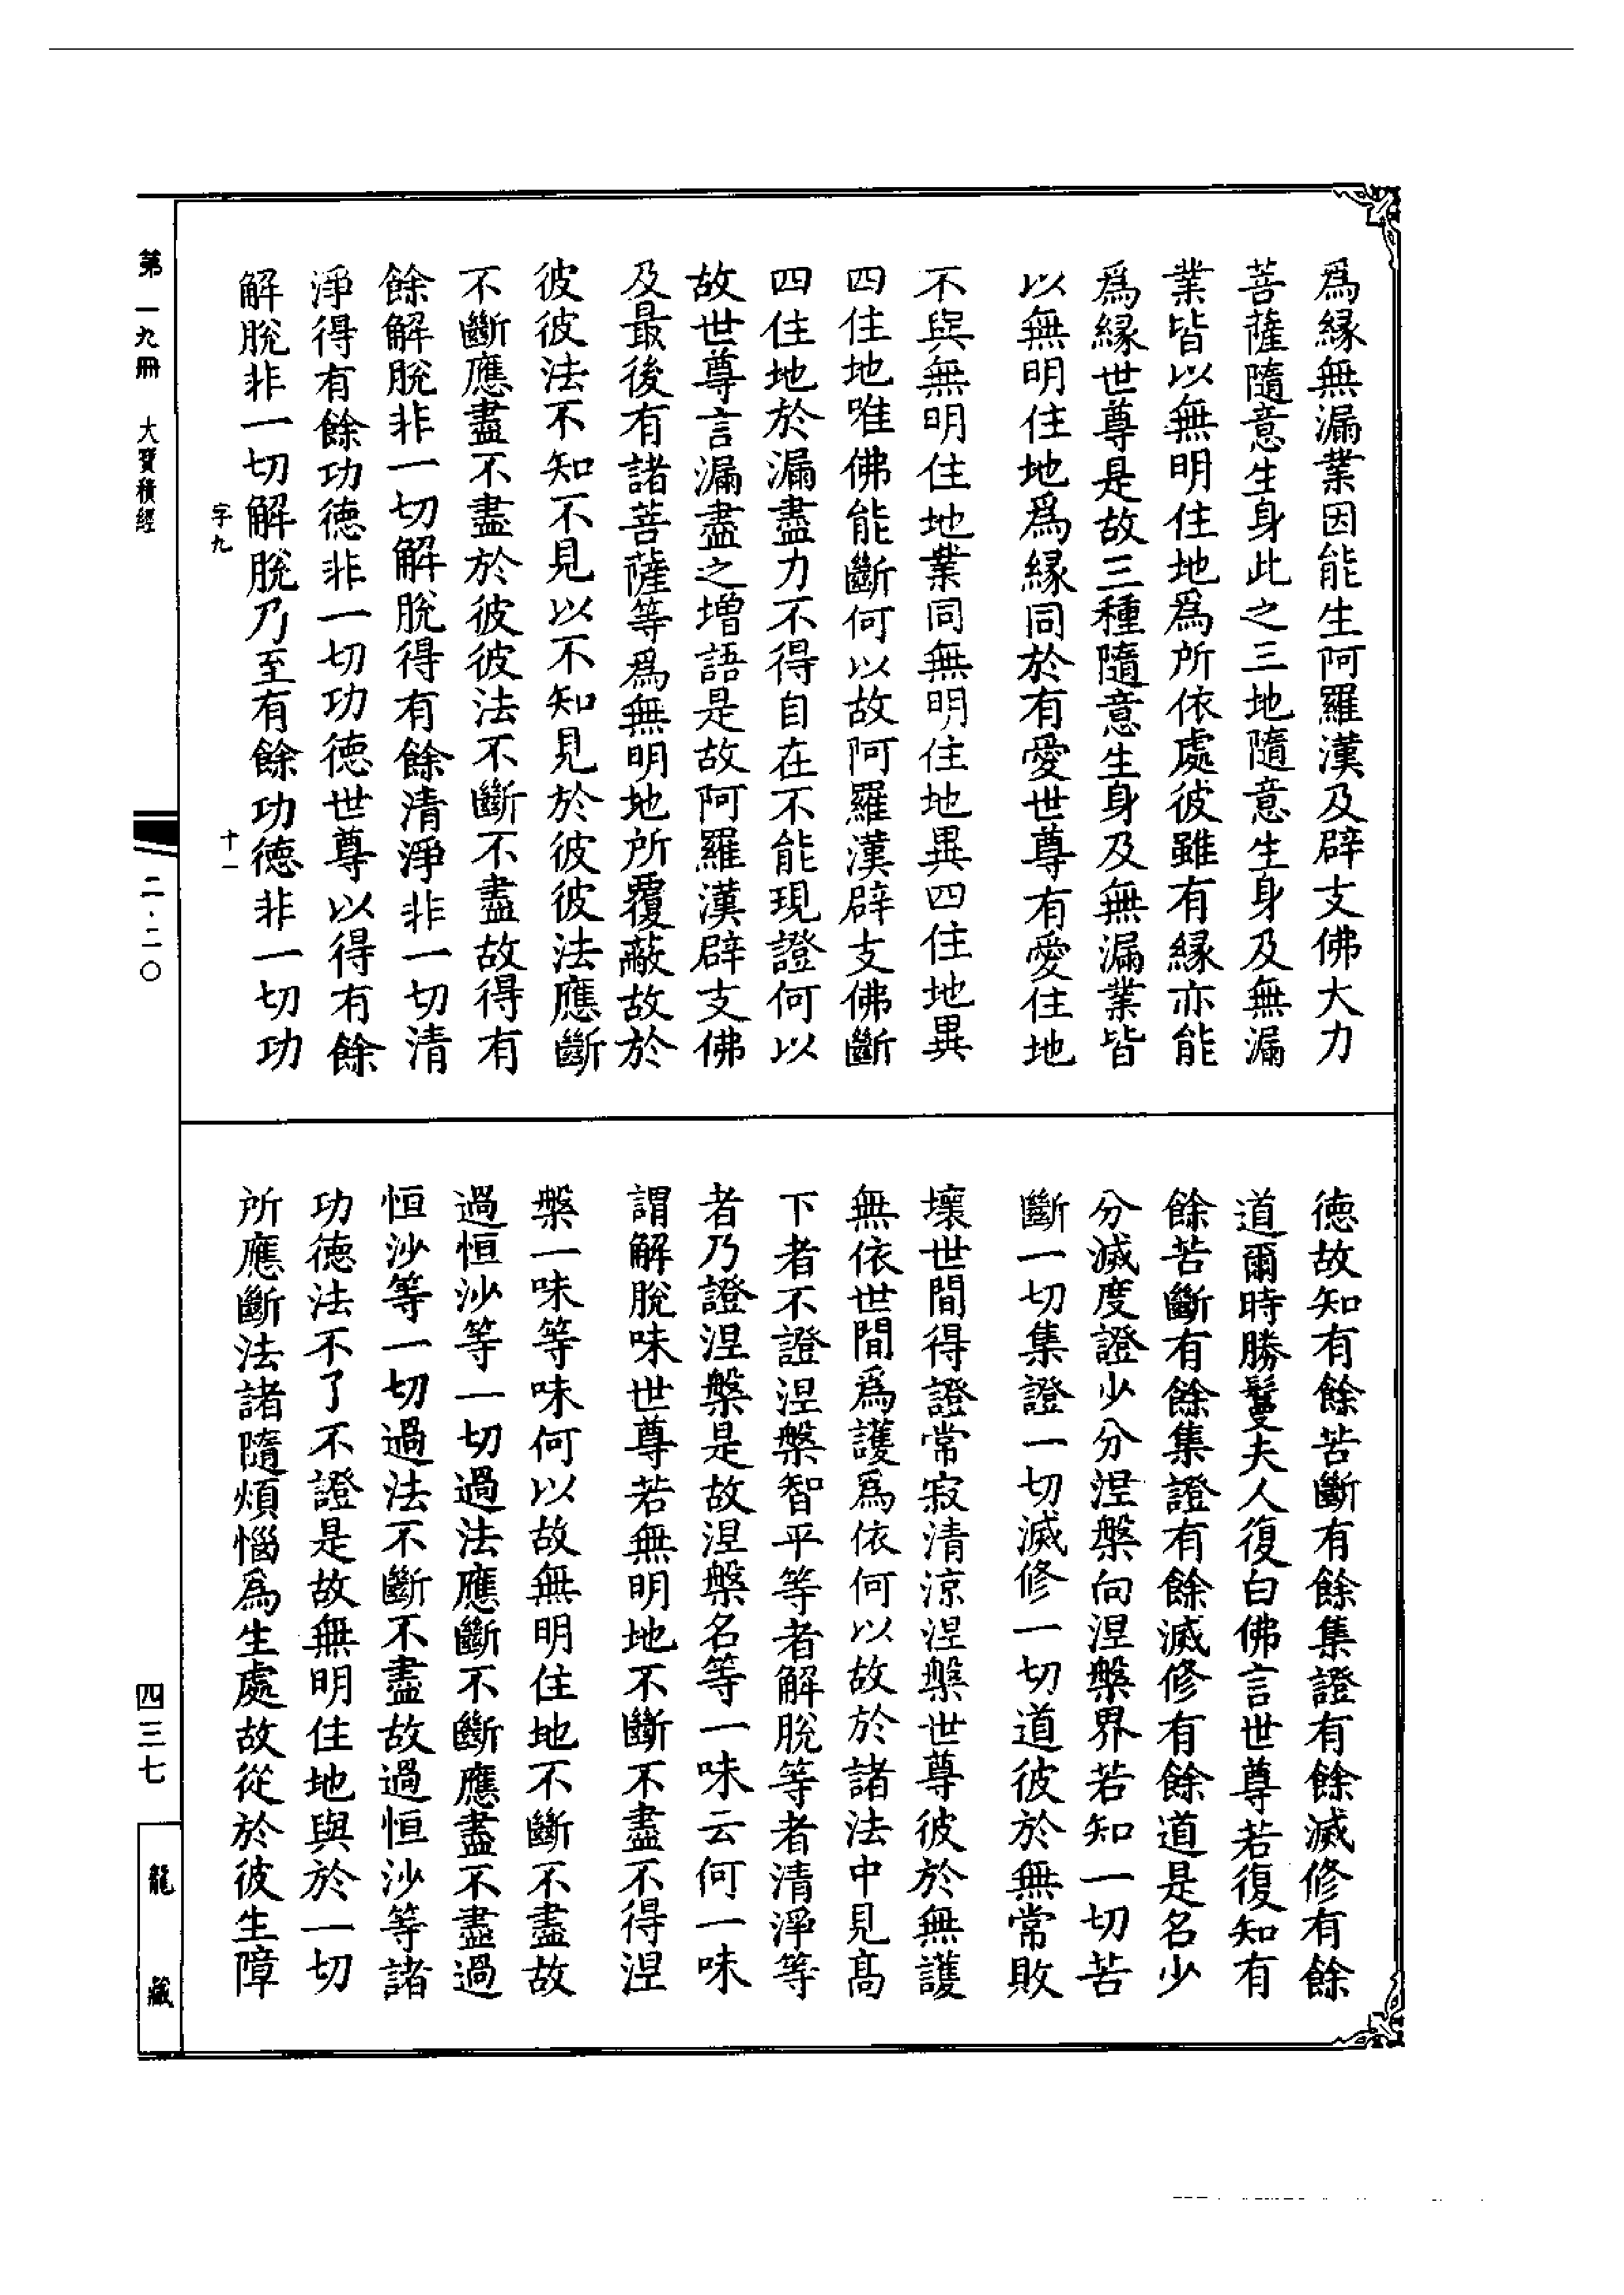 爲縁無漏業因能生阿羅漢及辟支佛大力
菩薩隨意生身此之三地隨意生身及無漏
業皆以無明住地爲所依處彼雖有縁亦能
爲縁世尊是故三種隨意生身及無漏業皆
以無明住地爲縁同於有愛世尊有愛住地
不與無明住地業同無明住地異四住地異
四住地唯佛能斷何以故阿羅漢辟支佛斷
四住地於漏盡力不得自在不能現證何以
故世尊言漏盡之增語是故阿羅漢辟支佛
及最後有諸菩薩等爲無明地所覆蔽故於
彼彼法不知不見以不知見於彼彼法應斷
不斷應盡不盡於彼彼法不斷不盡故得有
餘解脫非一切解脫得有餘清淨非一切清
淨得有餘功德非一切功德世尊以得有餘
解脫非一切解脫乃至有餘功德非一切功
字九
十一
德故知有餘苦斷有餘集證有餘滅修有餘
道爾時勝鬘夫人復白佛言世尊若復知有
餘苦斷有餘集證有餘滅修有餘道是名少
分滅度證少分涅槃向涅槃界若知一切苦
斷一切集證一切滅修一切道彼於無常敗
壞世間得證常寂清涼涅槃世尊彼於無護
無依世間爲護爲依何以故於諸法中見高
下者不證涅槃智平等者解脫等者清淨等
者乃證涅槃是故涅槃名等一味云何一味
謂解脫味世尊若無明地不斷不盡不得涅
槃一味等味何以故無明住地不斷不盡故
過恒沙等一切過法應斷不斷應盡不盡過
恒沙等一切過法不斷不盡故過恒沙等諸
功德法不了不證是故無明住地與於一切
所應斷法諸隨煩惱爲生處故從於彼生障
第一九冊　大寶積經
二·二〇
四三七
龍藏